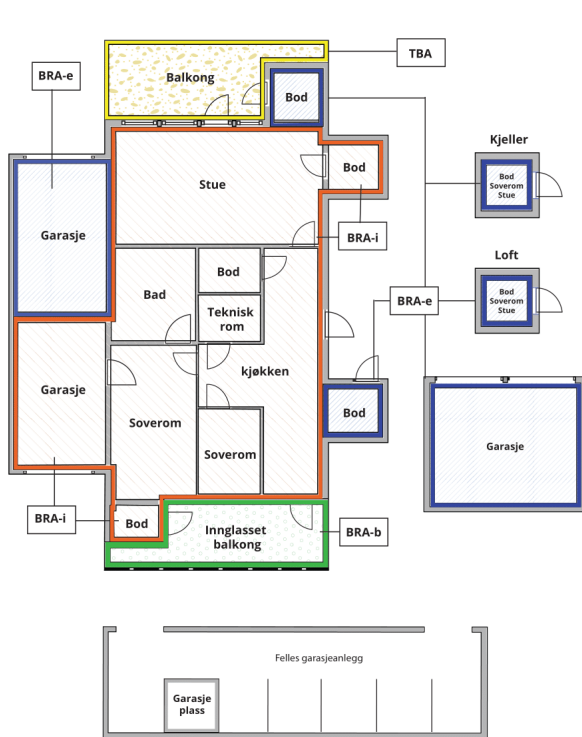 TBA
BRA-e
Balkong
Bod
Kjeller
Bod
Soverom
Stue
Stue
Bod
Garasje
BRA-i
Loft
Bod
Soverom
Stue
Bod
Bad
BRA-e
Teknisk
rom
kjøkken
Garasje
Soverom
Bod
Garasje
Soverom
BRA-i
Bod
Innglasset
balkong
BRA-b
Felles garasjeanlegg
Garasje
plass